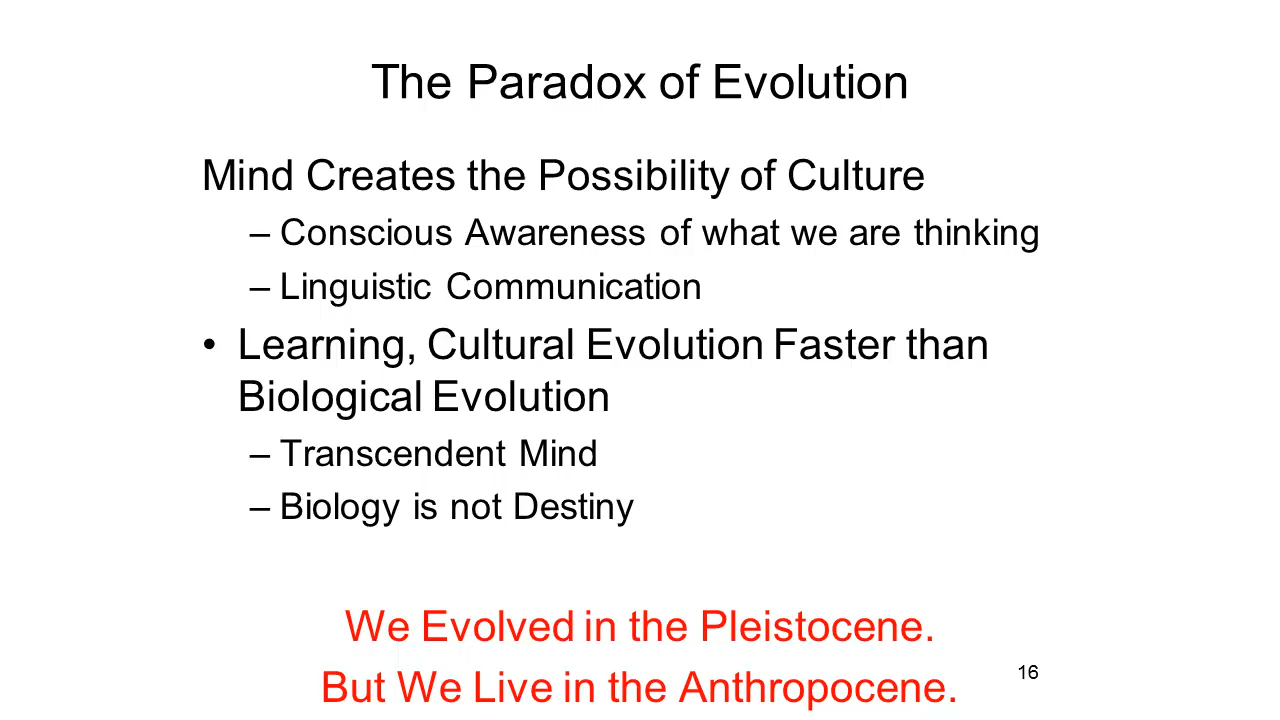 The Paradox of Evolution
Mind Creates the Possibility of Culture
– Conscious Awareness of what we are thinking
– Linguistic Communication
• Learning, Cultural Evolution Faster than
Biological Evolution
– Transcendent Mind
– Biology is not Destiny
We Evolved in the Pleistocene.
16
But We Live in the Anthropocene.